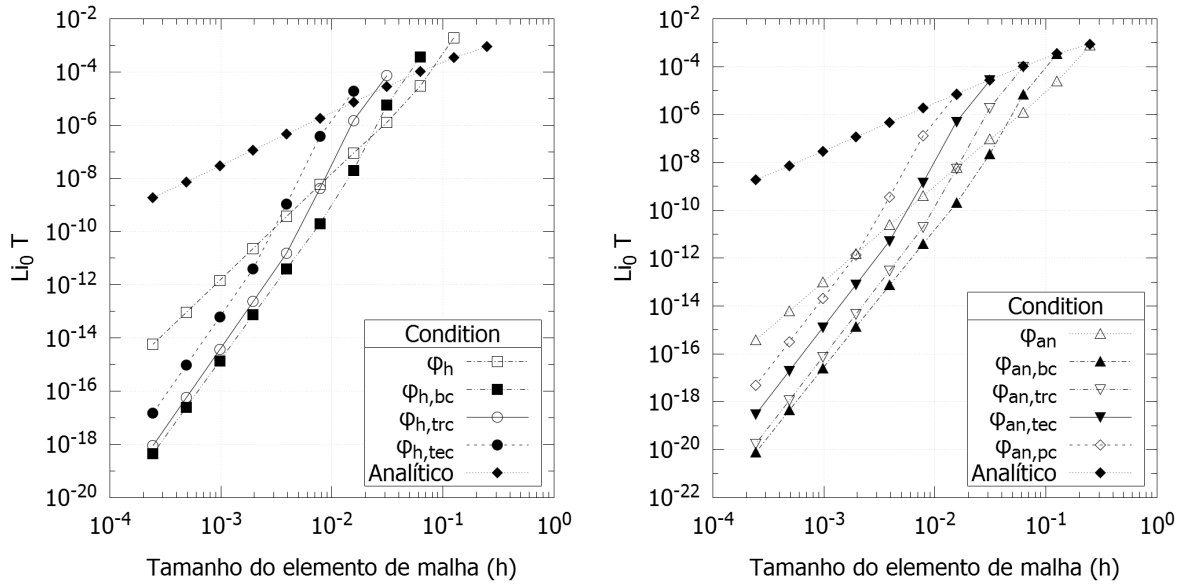 10⁻²
10⁻⁴
10⁻⁶
10⁻⁸
10⁻¹⁰
10⁻¹²
10⁻¹⁴
10⁻¹⁶
10⁻¹⁸
10⁻²⁰
Li₀ T
10⁻⁴ 10⁻³ 10⁻² 10⁻¹ 10⁰
Tamanho do elemento de malha (h)
Condition
φh
φh,bc
φh,trc
φh,tec
Analítico
10⁻²
10⁻⁴
10⁻⁶
10⁻⁸
10⁻¹⁰
10⁻¹²
10⁻¹⁴
10⁻¹⁶
10⁻¹⁸
10⁻²⁰
10⁻²²
Li₀ T
10⁻⁴ 10⁻³ 10⁻² 10⁻¹ 10⁰
Tamanho do elemento de malha (h)
Condition
φan
φan,bc
φan,trc
φan,tec
φan,pc
Analítico